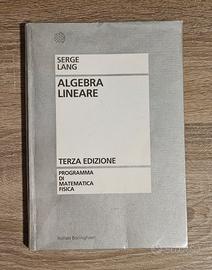 SERGE
LANG
ALGEBRA
LINEARE
TERZA EDIZIONE
PROGRAMMA
DI
MATEMATICA
FISICA
Bollati Boringhieri